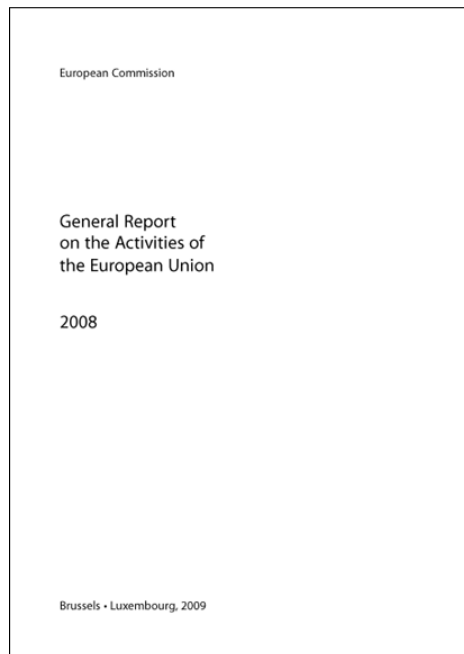 European Commission
General Report
on the Activities of
the European Union
2008
Brussels • Luxembourg, 2009